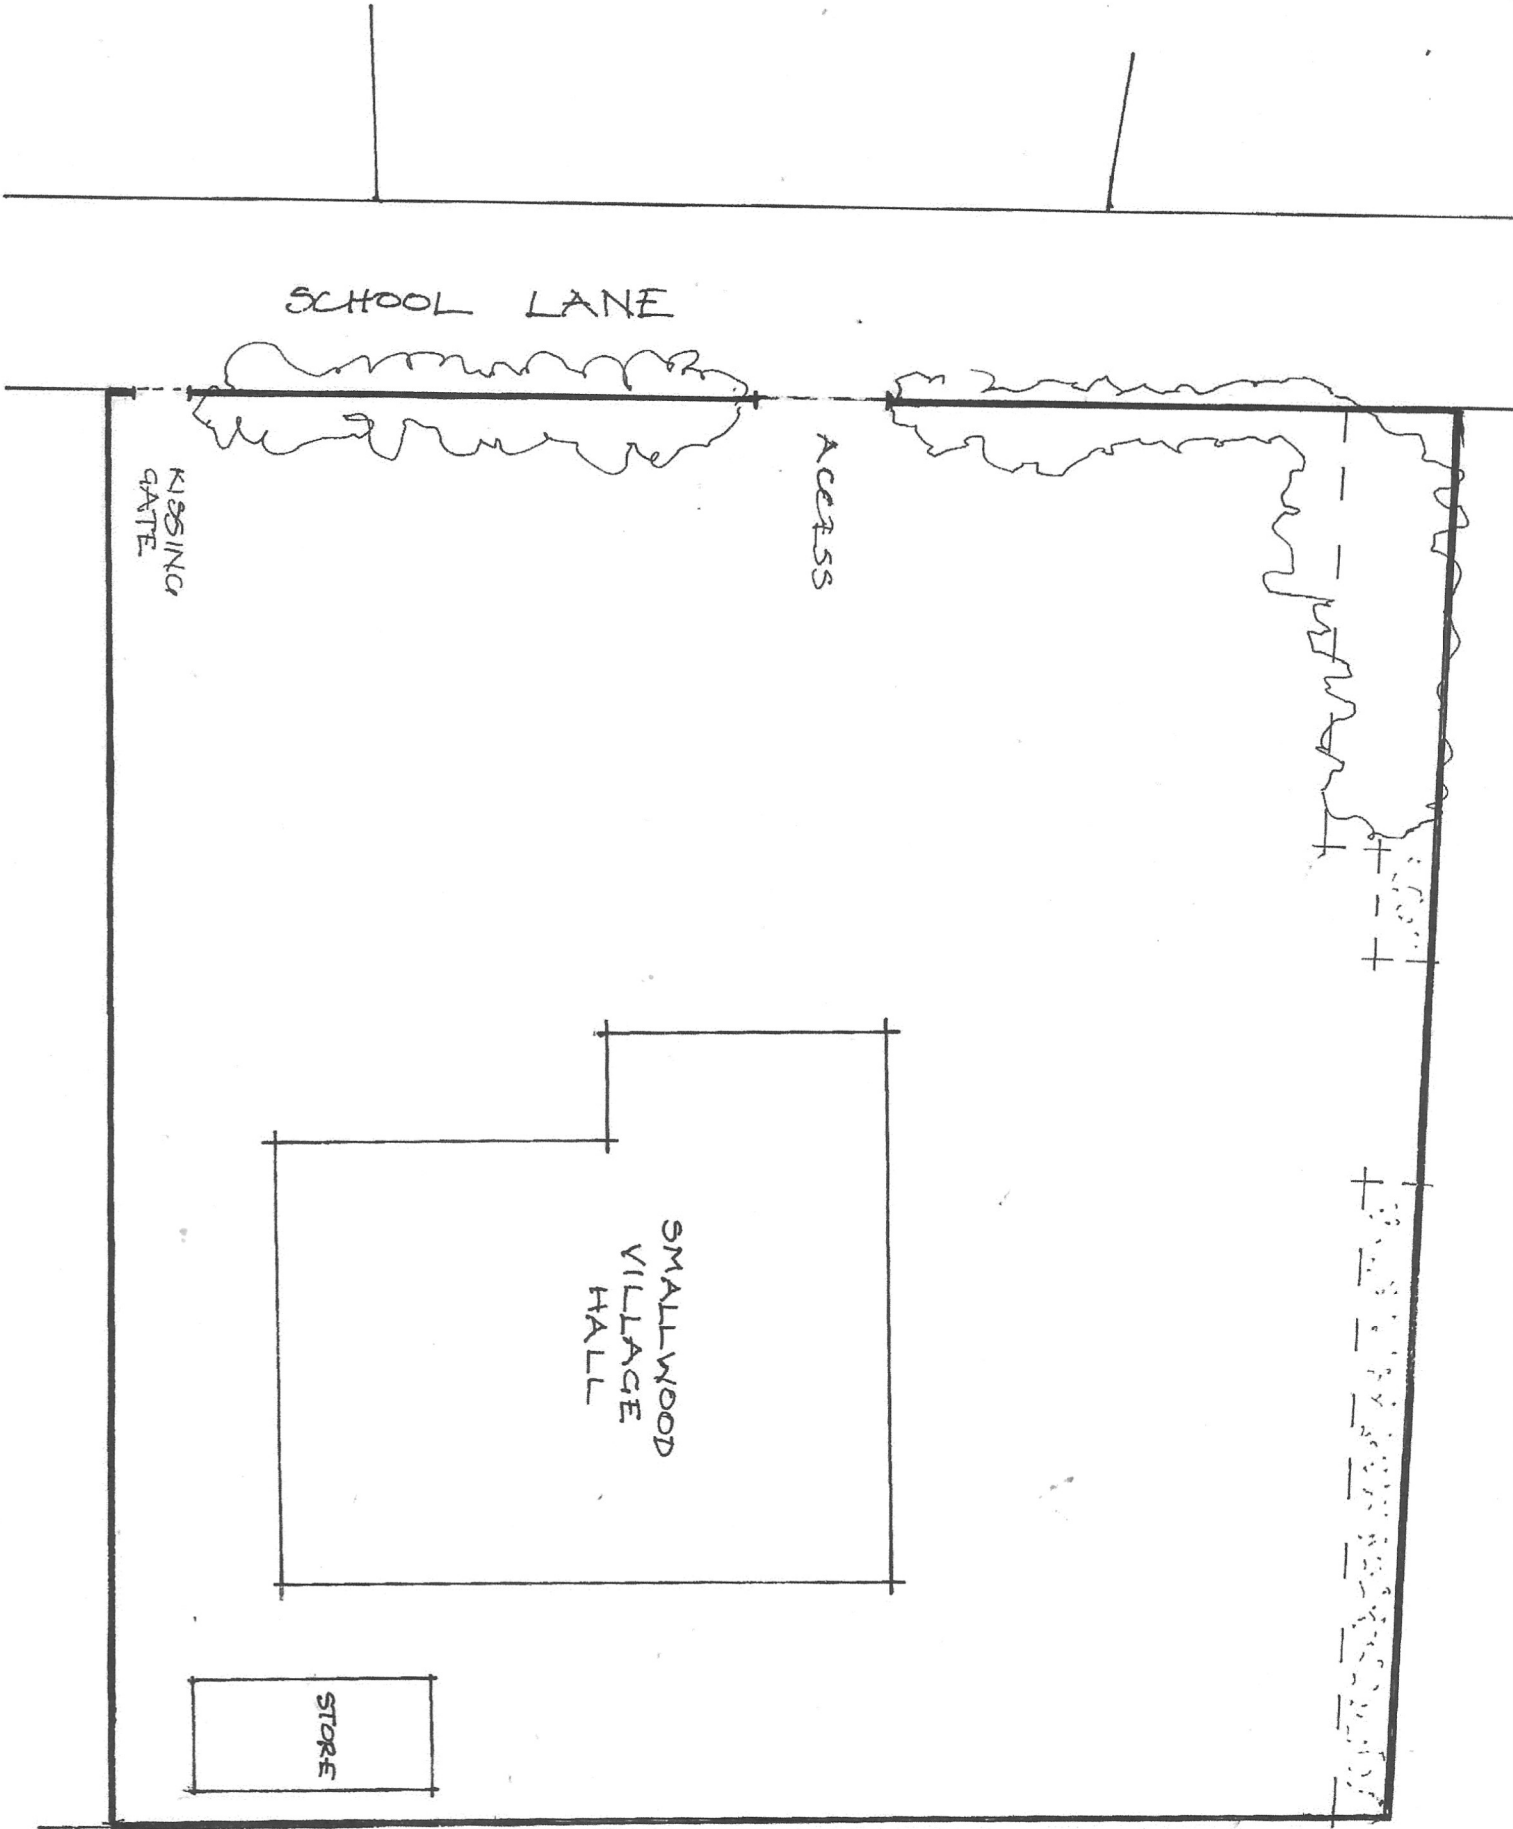 SCHOOL LANE
KISSING
GATE
ACCESS
SMALLWOOD
VILLAGE
HALL
STORE